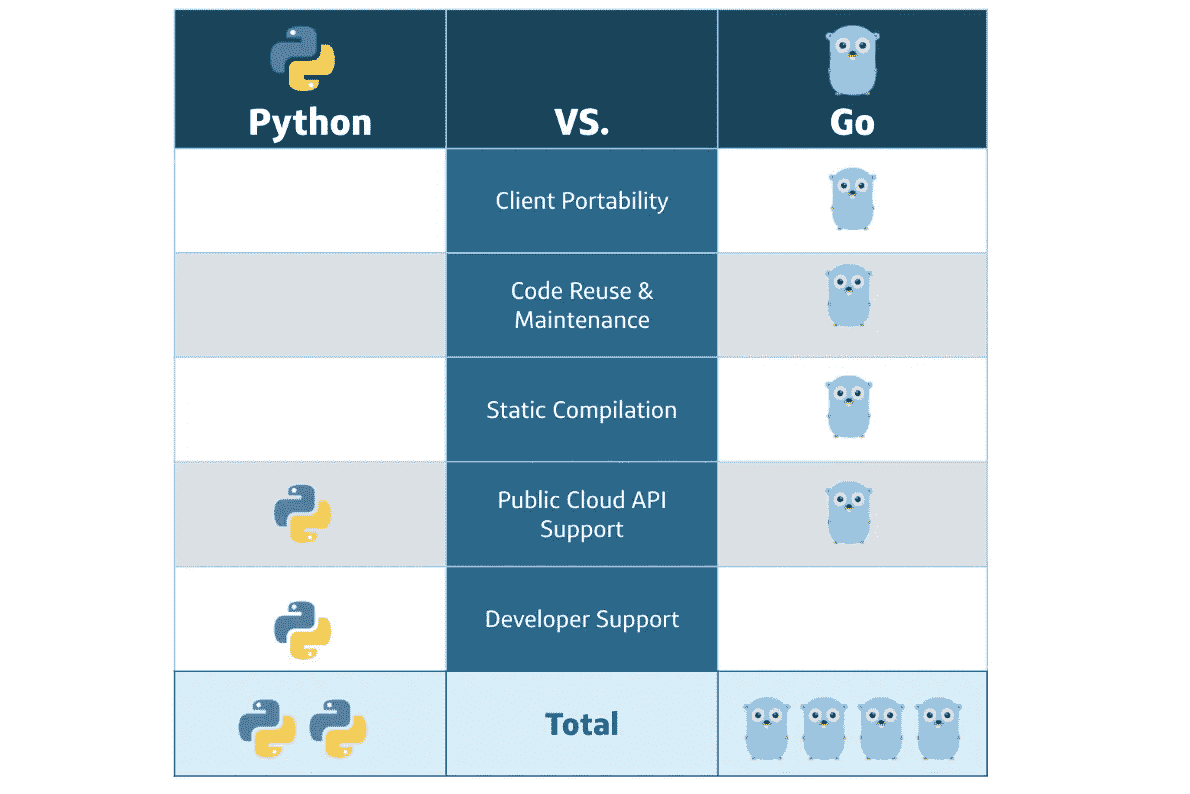 Python
VS.
Go
Client Portability
Code Reuse &
Maintenance
Static Compilation
Public Cloud API
Support
Developer Support
Total